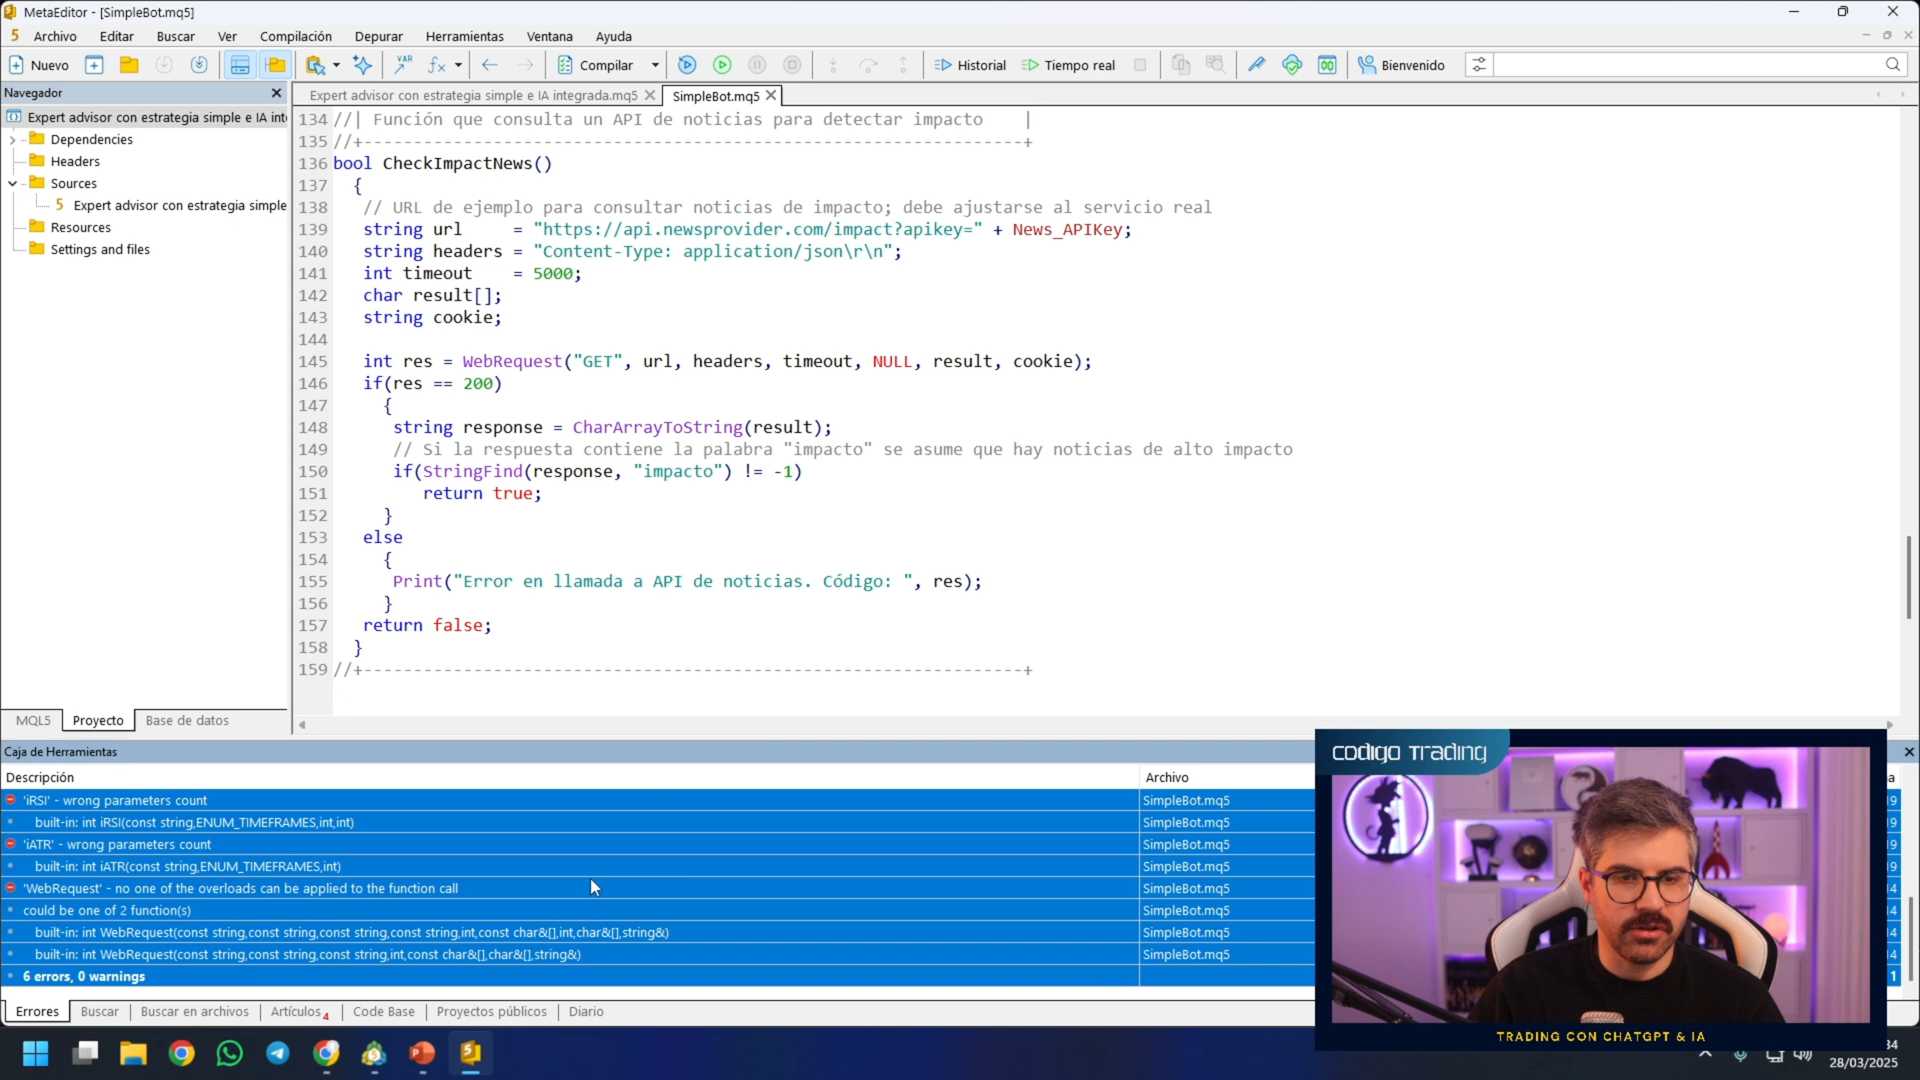 MetaEditor - [SimpleBot.mq5]
5 Archivo Editar Buscar Ver Compilación Depurar Herramientas Ventana Ayuda
Nuevo VAR Compilar Historial Tiempo real Bienvenido
Navegador
Expert advisor con estrategia simple e IA int
Dependencies
Headers
Sources
5 Expert advisor con estrategia simple
Resources
Settings and files
MQL5 Proyecto Base de datos
Expert advisor con estrategia simple e IA integrada.mq5 SimpleBot.mq5
134 //| Función que consulta un API de noticias para detectar impacto |
135 //+------------------------------------------------------------------+
136 bool CheckImpactNews()
137 {
138 // URL de ejemplo para consultar noticias de impacto; debe ajustarse al servicio real
139 string url = "https://api.newsprovider.com/impact?apikey=" + News_APIKey;
140 string headers = "Content-Type: application/json\r\n";
141 int timeout = 5000;
142 char result[];
143 string cookie;
144
145 int res = WebRequest("GET", url, headers, timeout, NULL, result, cookie);
146 if(res == 200)
147 {
148 string response = CharArrayToString(result);
149 // Si la respuesta contiene la palabra "impacto" se asume que hay noticias de alto impacto
150 if(StringFind(response, "impacto") != -1)
151 return true;
152 }
153 else
154 {
155 Print("Error en llamada a API de noticias. Código: ", res);
156 }
157 return false;
158 }
159 //+------------------------------------------------------------------+
Caja de Herramientas
Descripción Archivo
'iRSI' - wrong parameters count SimpleBot.mq5
built-in: int iRSI(const string,ENUM_TIMEFRAMES,int,int) SimpleBot.mq5
'iATR' - wrong parameters count SimpleBot.mq5
built-in: int iATR(const string,ENUM_TIMEFRAMES,int) SimpleBot.mq5
'WebRequest' - no one of the overloads can be applied to the function call SimpleBot.mq5
could be one of 2 function(s) SimpleBot.mq5
built-in: int WebRequest(const string,const string,const string,const string,int,const char&[],int,char&[],string&) SimpleBot.mq5
built-in: int WebRequest(const string,const string,const string,int,const char&[],char&[],string&) SimpleBot.mq5
6 errors, 0 warnings
Errores Buscar Buscar en archivos Artículos 4 Code Base Proyectos públicos Diario
CODIGO TRADING
TRADING CON CHATGPT & IA
28/03/2025